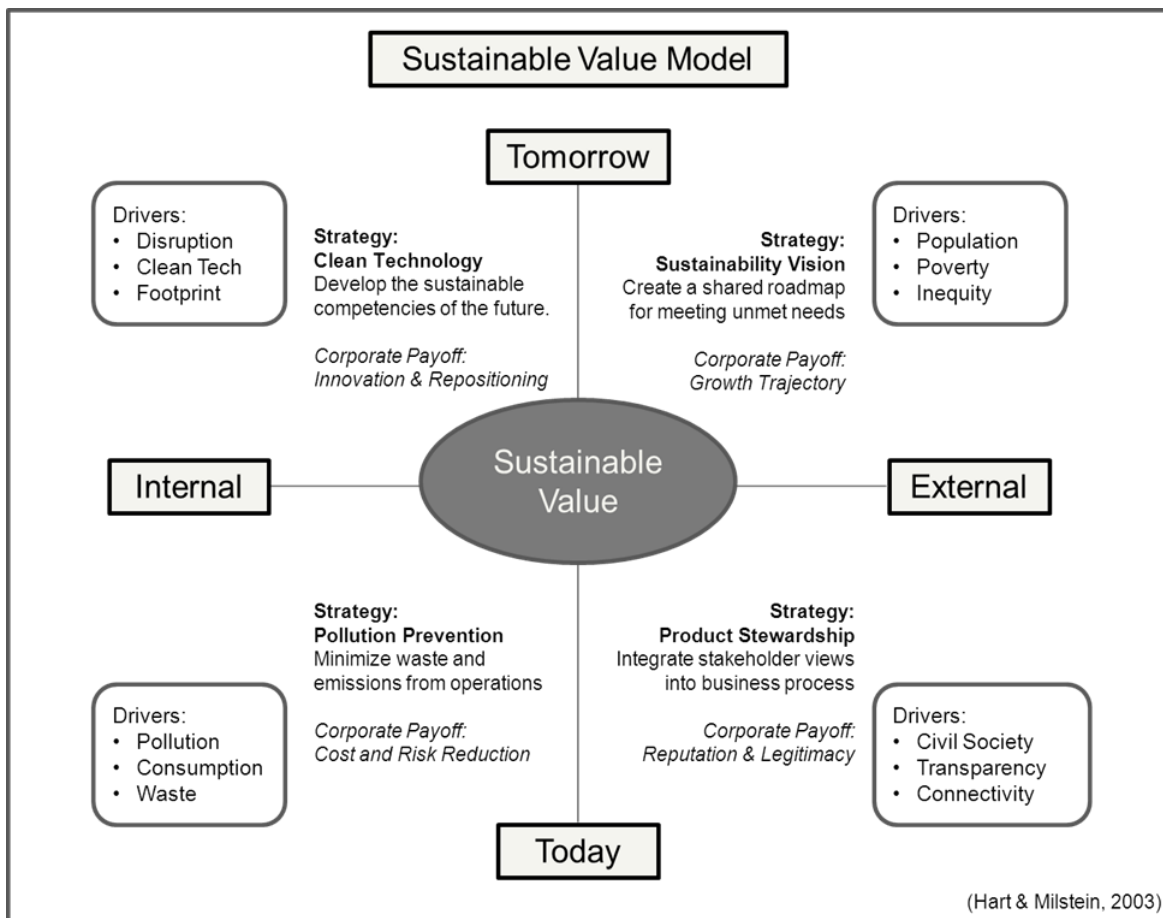 Sustainable Value Model
Tomorrow
Drivers:
• Disruption
• Clean Tech
• Footprint
Strategy:
Clean Technology
Develop the sustainable
competencies of the future.
Corporate Payoff:
Innovation & Repositioning
Strategy:
Sustainability Vision
Create a shared roadmap
for meeting unmet needs
Corporate Payoff:
Growth Trajectory
Drivers:
• Population
• Poverty
• Inequity
Internal
Sustainable
Value
External
Drivers:
• Pollution
• Consumption
• Waste
Strategy:
Pollution Prevention
Minimize waste and
emissions from operations
Corporate Payoff:
Cost and Risk Reduction
Strategy:
Product Stewardship
Integrate stakeholder views
into business process
Corporate Payoff:
Reputation & Legitimacy
Drivers:
• Civil Society
• Transparency
• Connectivity
Today
(Hart & Milstein, 2003)